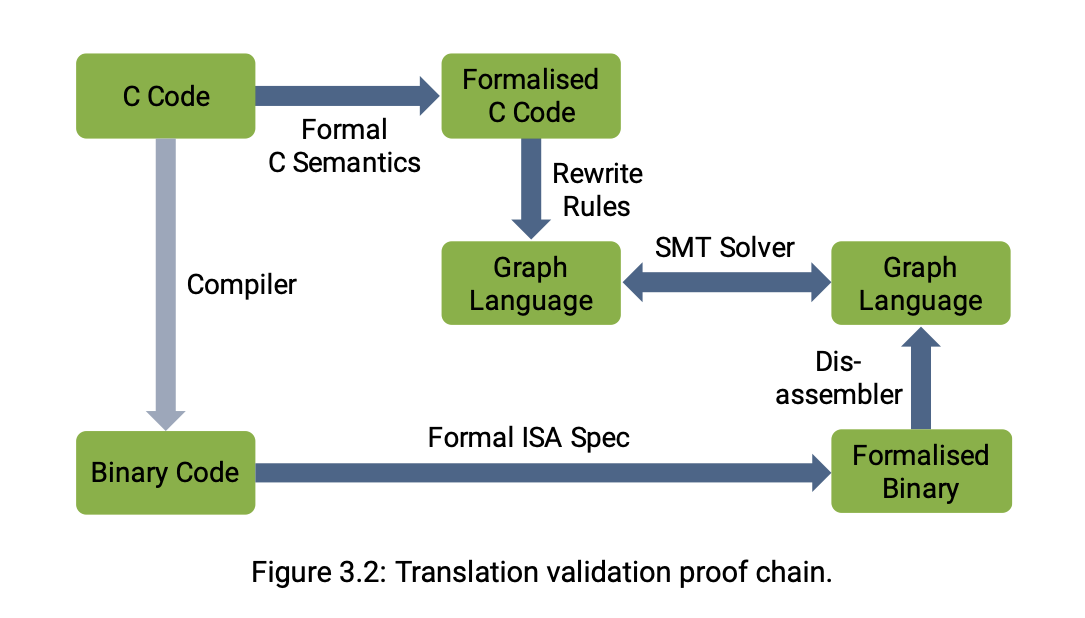 C Code
Formal
C Semantics
Formalised
C Code
Rewrite
Rules
Compiler
Graph
Language
SMT Solver
Graph
Language
Dis-
assembler
Binary Code
Formal ISA Spec
Formalised
Binary
Figure 3.2: Translation validation proof chain.